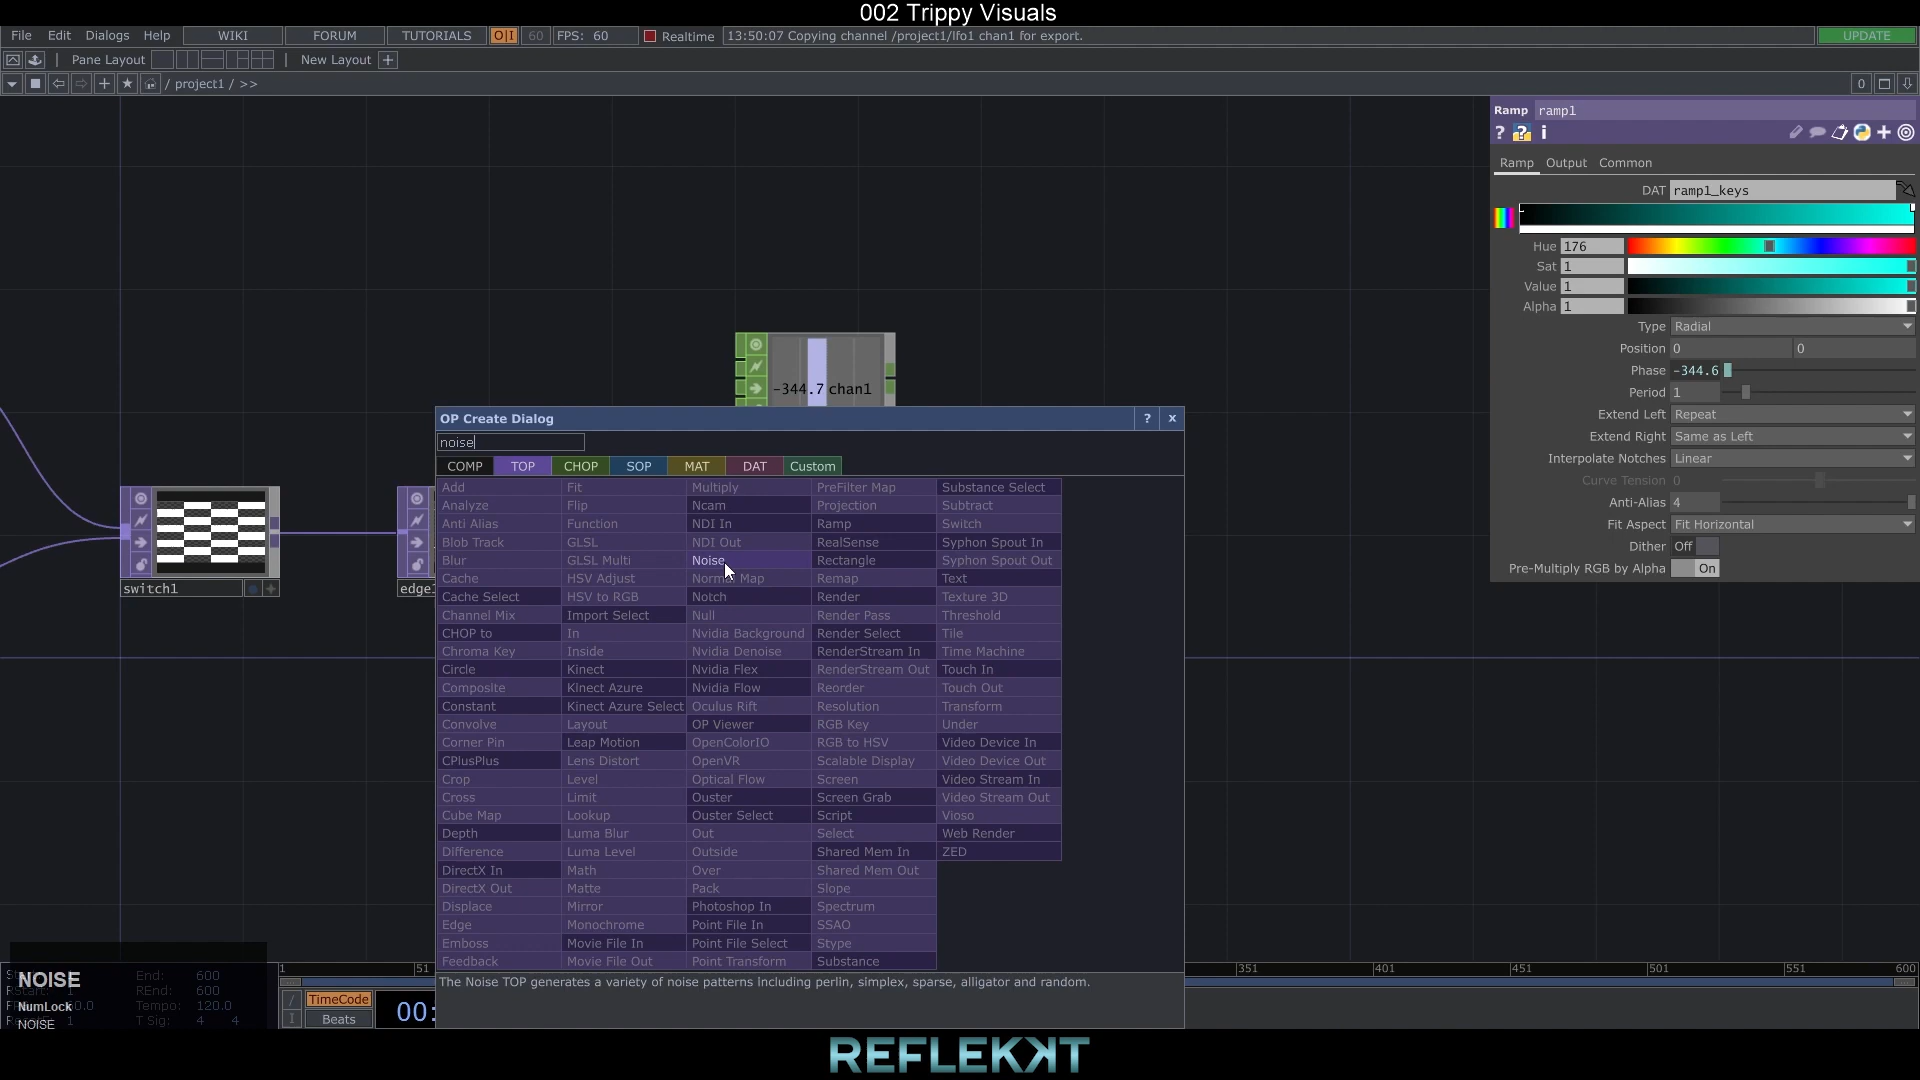 002 Trippy Visuals
File Edit Dialogs Help WIKI FORUM TUTORIALS O|I 60 FPS: 60 Realtime 13:50:07 Copying channel /project1/lfo1 chan1 for export. UPDATE
Pane Layout New Layout
/ project1 / >> 0
Ramp ramp1
Ramp Output Common
DAT ramp1_keys
Hue 176
Sat 1
Value 1
Alpha 1
Type Radial
Position 0 0
Phase -344.6
Period 1
Extend Left Repeat
Extend Right Same as Left
Interpolate Notches Linear
Curve Tension 0
Anti-Alias 4
Fit Aspect Fit Horizontal
Dither Off
Pre-Multiply RGB by Alpha On
-344.7 chan1
switch1
OP Create Dialog ? x
noise
COMP TOP CHOP SOP MAT DAT Custom
Add Fit Multiply PreFilter Map Substance Select
Analyze Flip Ncam Projection Subtract
Anti Alias Function NDI In Ramp Switch
Blob Track GLSL NDI Out RealSense Syphon Spout In
Blur GLSL Multi Noise Rectangle Syphon Spout Out
Cache HSV Adjust Normal Map Remap Text
Cache Select HSV to RGB Notch Render Texture 3D
Channel Mix Import Select Null Render Pass Threshold
CHOP to In Nvidia Background Render Select Tile
Chroma Key Inside Nvidia Denoise RenderStream In Time Machine
Circle Kinect Nvidia Flex RenderStream Out Touch In
Composite Kinect Azure Nvidia Flow Reorder Touch Out
Constant Kinect Azure Select Oculus Rift Resolution Transform
Convolve Layout OP Viewer RGB Key Under
Corner Pin Leap Motion OpenColorIO RGB to HSV Video Device In
CPlusPlus Lens Distort OpenVR Scalable Display Video Device Out
Crop Level Optical Flow Screen Video Stream In
Cross Limit Ouster Screen Grab Video Stream Out
Cube Map Lookup Ouster Select Script Vioso
Depth Luma Blur Out Select Web Render
Difference Luma Level Outside Shared Mem In ZED
DirectX In Math Over Shared Mem Out
DirectX Out Matte Pack Slope
Displace Mirror Photoshop In Spectrum
Edge Monochrome Point File In SSAO
Emboss Movie File In Point File Select Stype
Feedback Movie File Out Point Transform Substance
The Noise TOP generates a variety of noise patterns including perlin, simplex, sparse, alligator and random.
1 51 351 401 451 501 551 600
End: 600
REnd: 600
Tempo: 120.0
T Sig: 4 4
NOISE
NumLock
NOISE
TimeCode
Beats
00:
REFLEKKT